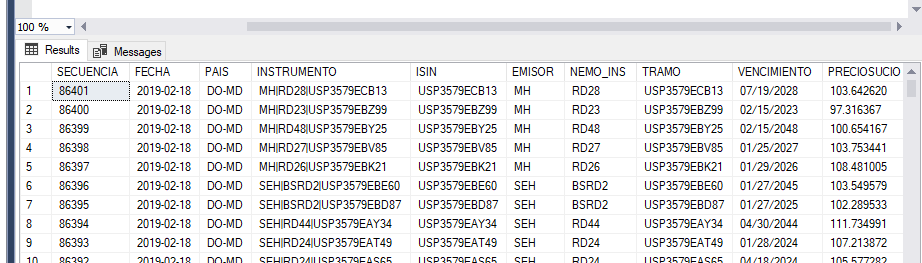 100 %
Results Messages
SECUENCIA FECHA PAIS INSTRUMENTO ISIN EMISOR NEMO_INS TRAMO VENCIMIENTO PRECIOSUCIO
1 86401 2019-02-18 DO-MD MH|RD28|USP3579ECB13 USP3579ECB13 MH RD28 USP3579ECB13 07/19/2028 103.642620
2 86400 2019-02-18 DO-MD MH|RD23|USP3579EBZ99 USP3579EBZ99 MH RD23 USP3579EBZ99 02/15/2023 97.316367
3 86399 2019-02-18 DO-MD MH|RD48|USP3579EBY25 USP3579EBY25 MH RD48 USP3579EBY25 02/15/2048 100.654167
4 86398 2019-02-18 DO-MD MH|RD27|USP3579EBV85 USP3579EBV85 MH RD27 USP3579EBV85 01/25/2027 103.753441
5 86397 2019-02-18 DO-MD MH|RD26|USP3579EBK21 USP3579EBK21 MH RD26 USP3579EBK21 01/29/2026 108.481005
6 86396 2019-02-18 DO-MD SEH|BSRD2|USP3579EBE60 USP3579EBE60 SEH BSRD2 USP3579EBE60 01/27/2045 103.549579
7 86395 2019-02-18 DO-MD SEH|BSRD2|USP3579EBD87 USP3579EBD87 SEH BSRD2 USP3579EBD87 01/27/2025 102.289533
8 86394 2019-02-18 DO-MD SEH|RD44|USP3579EAY34 USP3579EAY34 SEH RD44 USP3579EAY34 04/30/2044 111.734991
9 86393 2019-02-18 DO-MD SEH|RD24|USP3579EAT49 USP3579EAT49 SEH RD24 USP3579EAT49 01/28/2024 107.213872
10 86392 2019-02-18 DO-MD SEH|RD24|USP3579EAS65 USP3579EAS65 SEH RD24 USP3579EAS65 04/18/2024 105.577282